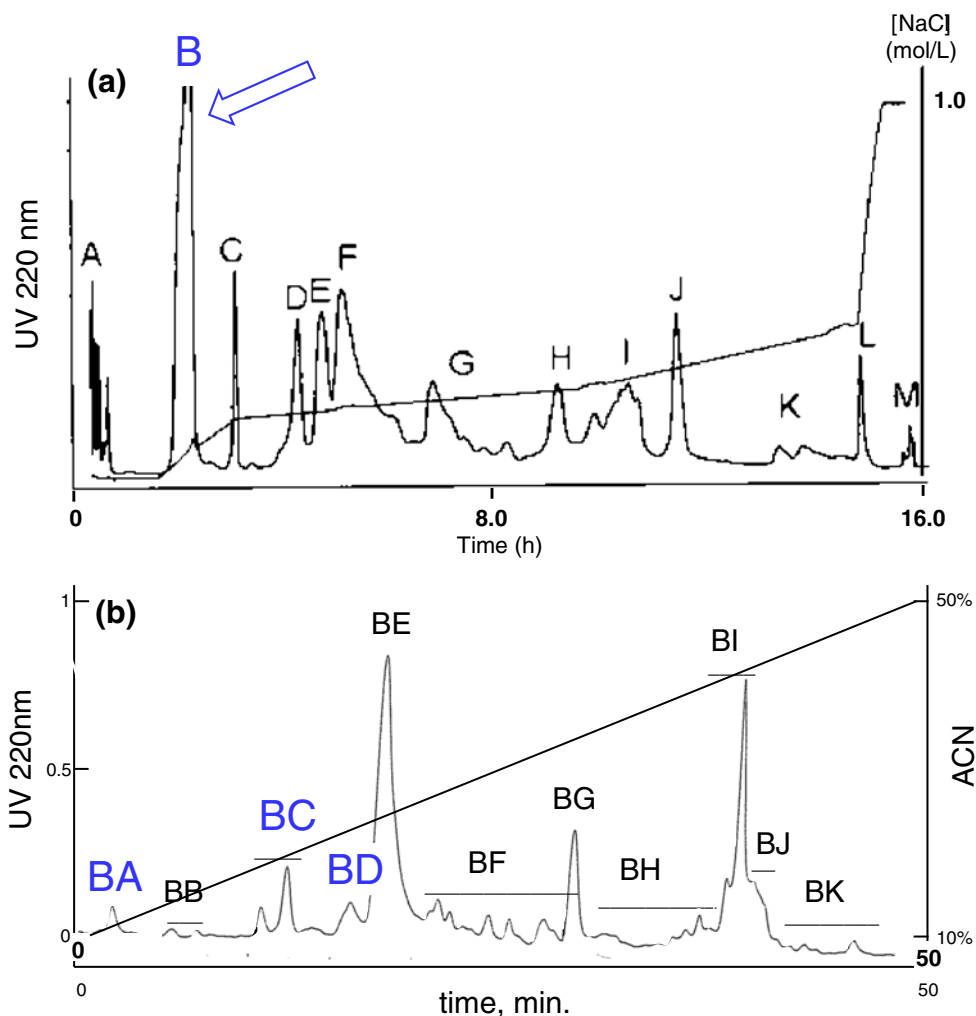 [NaCl]
(mol/L)
B
(a)
1.0
A
C
D
E
F
G
H
I
J
K
L
M
UV 220 nm
0
8.0
16.0
Time (h)
1
(b)
50%
BE
BI
0.5
BG
BC
BF
BJ
BD
BH
BA
BB
BK
UV 220nm
ACN
0
10%
0
50
0
50
time, min.